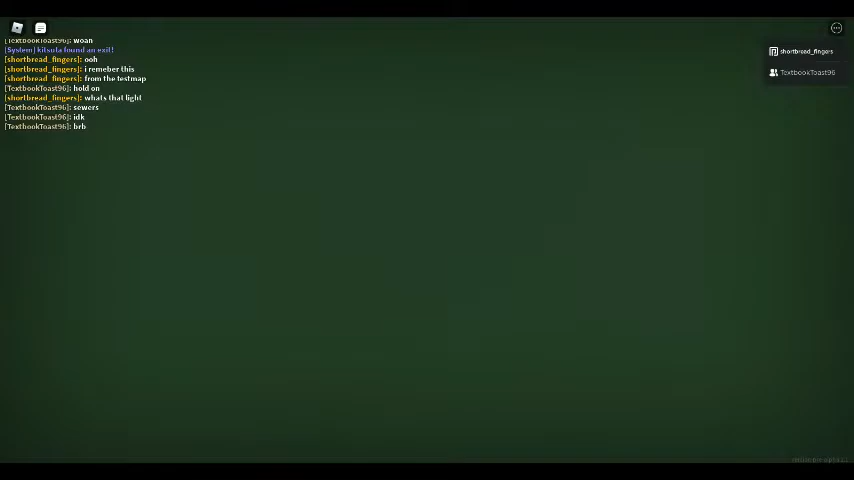 [TextbookToast96]: woah
[System] kitsuta found an exit!
[shortbread_fingers]: ooh
[shortbread_fingers]: i remeber this
[shortbread_fingers]: from the testmap
[TextbookToast96]: hold on
[shortbread_fingers]: whats that light
[TextbookToast96]: sewers
[TextbookToast96]: idk
[TextbookToast96]: brb
shortbread_fingers
TextbookToast96